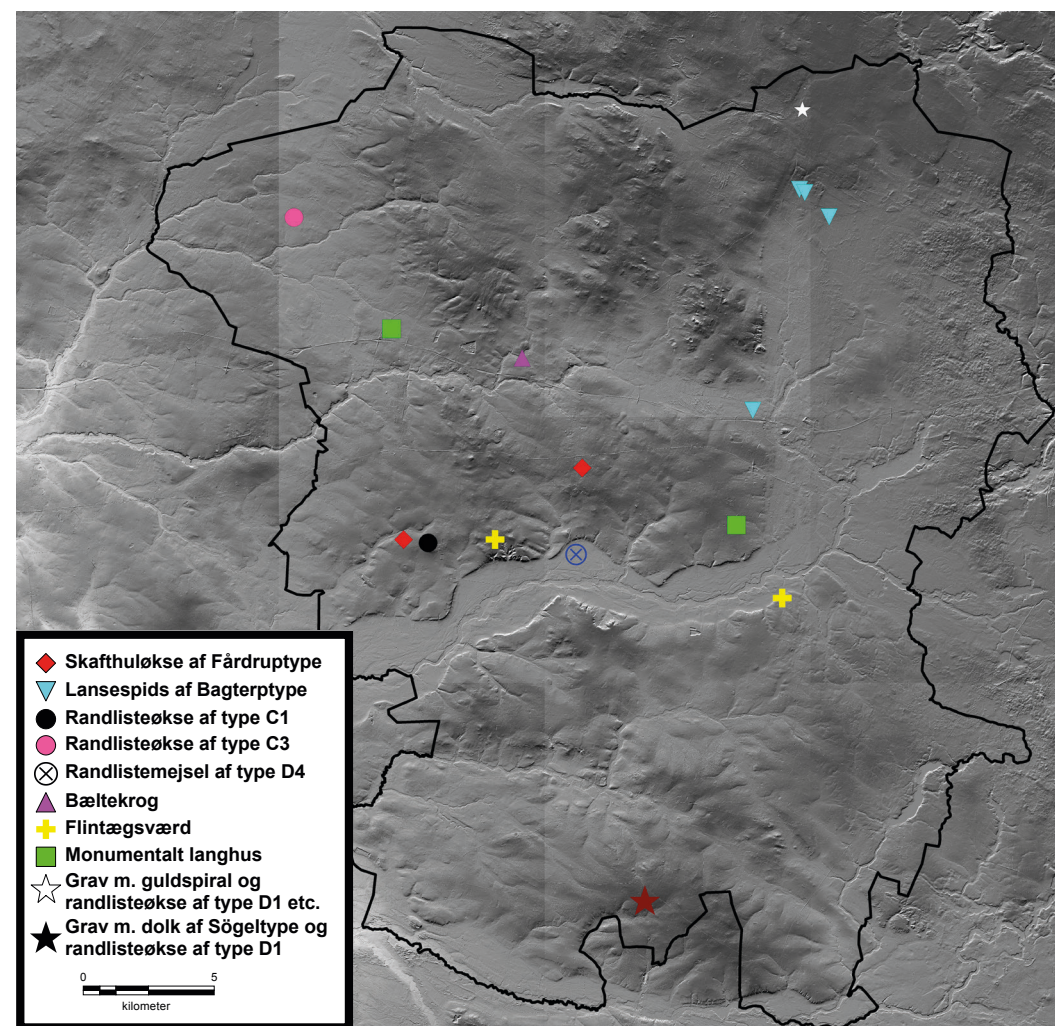 Skafthuløkse af Fårdruptype
Lansespids af Bagterptype
Randlisteøkse af type C1
Randlisteøkse af type C3
Randlistemejsel af type D4
Bæltekrog
Flintægsværd
Monumentalt langhus
Grav m. guldspiral og
randlisteøkse af type D1 etc.
Grav m. dolk af Sögeltype og
randlisteøkse af type D1
0 5
kilometer